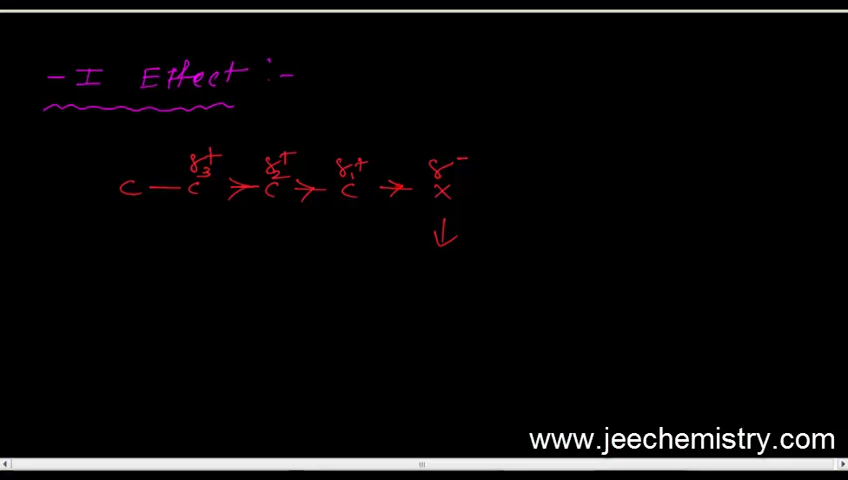 - I Effect :-
δ₃⁺ δ₂⁺ δ₁⁺ δ⁻
C — C → C → C → X
↓
www.jeechemistry.com